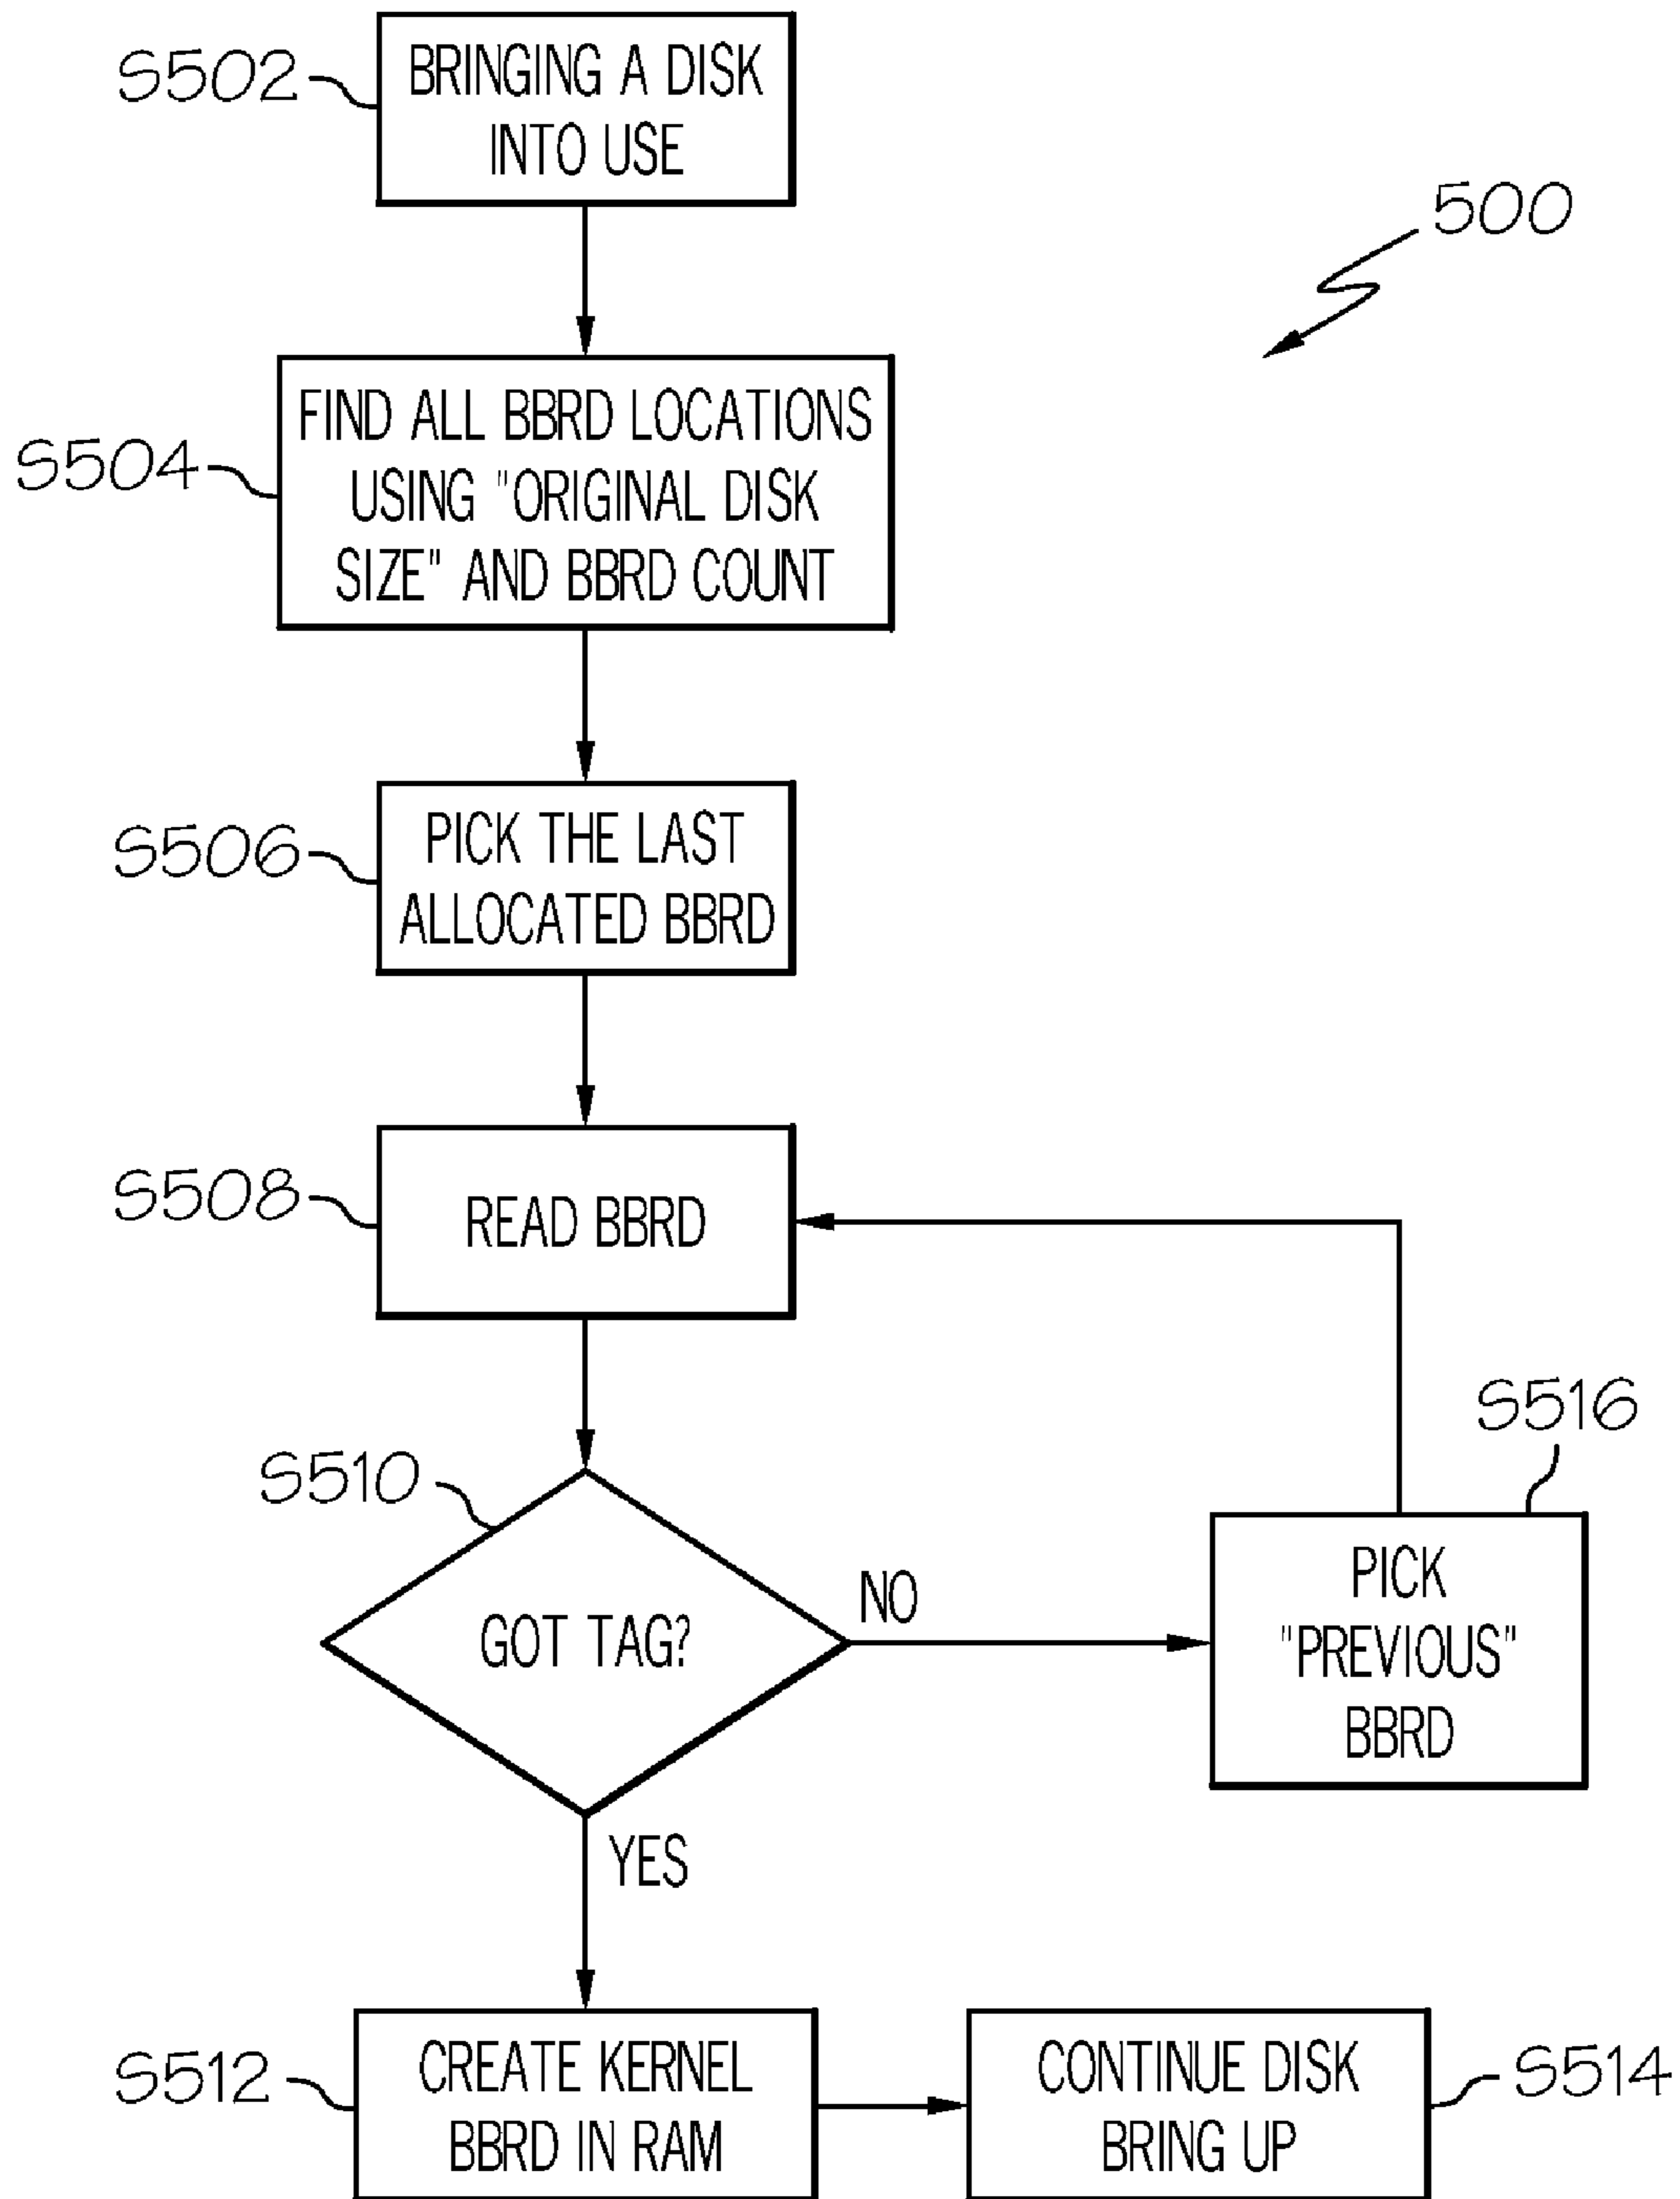 S502
BRINGING A DISK
INTO USE
500
S504
FIND ALL BBRD LOCATIONS
USING "ORIGINAL DISK
SIZE" AND BBRD COUNT
S506
PICK THE LAST
ALLOCATED BBRD
S508
READ BBRD
S510
GOT TAG?
NO
S516
PICK
"PREVIOUS"
BBRD
YES
S512
CREATE KERNEL
BBRD IN RAM
CONTINUE DISK
BRING UP
S514